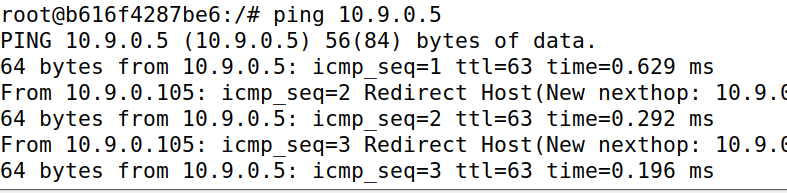 root@b616f4287be6:/# ping 10.9.0.5
PING 10.9.0.5 (10.9.0.5) 56(84) bytes of data.
64 bytes from 10.9.0.5: icmp_seq=1 ttl=63 time=0.629 ms
From 10.9.0.105: icmp_seq=2 Redirect Host(New nexthop: 10.9.0
64 bytes from 10.9.0.5: icmp_seq=2 ttl=63 time=0.292 ms
From 10.9.0.105: icmp_seq=3 Redirect Host(New nexthop: 10.9.0
64 bytes from 10.9.0.5: icmp_seq=3 ttl=63 time=0.196 ms